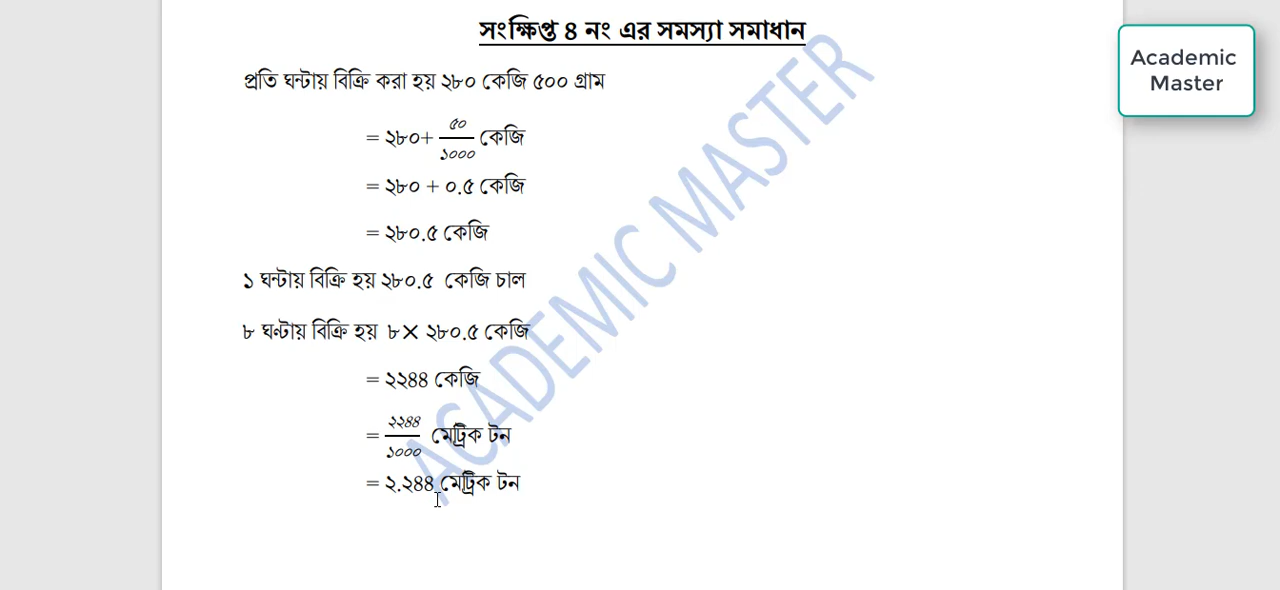 সংক্ষিপ্ত ৪ নং এর সমস্যা সমাধান
Academic
Master
প্রতি ঘন্টায় বিক্রি করা হয় ২৮০ কেজি ৫০০ গ্রাম
= ২৮০+ ৫০/১০০০ কেজি
= ২৮০ + ০.৫ কেজি
= ২৮০.৫ কেজি
১ ঘন্টায় বিক্রি হয় ২৮০.৫ কেজি চাল
৮ ঘণ্টায় বিক্রি হয় ৮× ২৮০.৫ কেজি
= ২২৪৪ কেজি
= ২২৪৪/১০০০ মেট্রিক টন
= ২.২৪৪ মেট্রিক টন
ACADEMIC MASTER